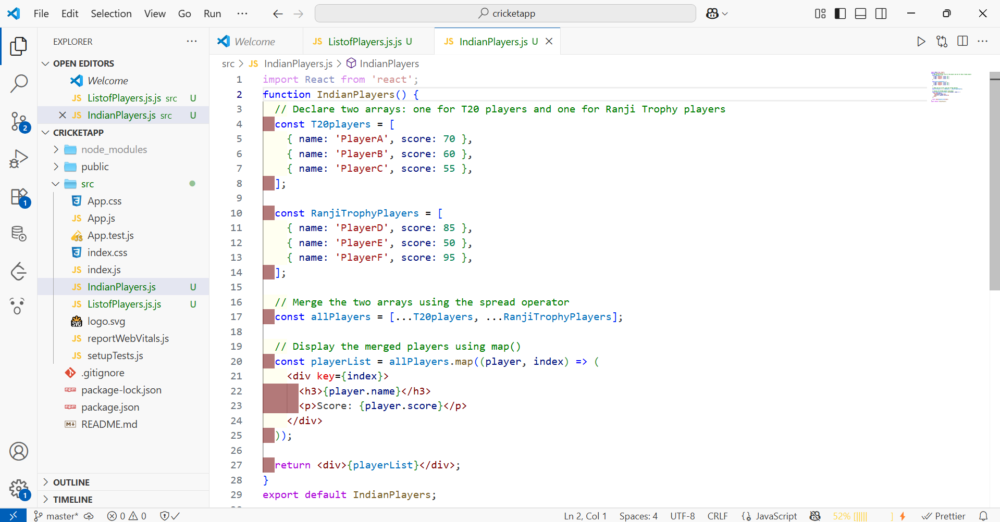 File Edit Selection View Go Run ··· cricketapp
EXPLORER ···
OPEN EDITORS
Welcome
JS ListofPlayers.js.js src U
JS IndianPlayers.js src U
CRICKETAPP
node_modules
public
src
App.css
JS App.js
App.test.js
index.css
JS index.js
JS IndianPlayers.js U
JS ListofPlayers.js.js U
logo.svg
JS reportWebVitals.js
JS setupTests.js
.gitignore
package-lock.json
package.json
README.md
OUTLINE
TIMELINE
2
1
1
Welcome JS ListofPlayers.js.js U JS IndianPlayers.js U
src > JS IndianPlayers.js > IndianPlayers
1 import React from 'react';
2 function IndianPlayers() {
3 // Declare two arrays: one for T20 players and one for Ranji Trophy players
4 const T20players = [
5 { name: 'PlayerA', score: 70 },
6 { name: 'PlayerB', score: 60 },
7 { name: 'PlayerC', score: 55 },
8 ];
9
10 const RanjiTrophyPlayers = [
11 { name: 'PlayerD', score: 85 },
12 { name: 'PlayerE', score: 50 },
13 { name: 'PlayerF', score: 95 },
14 ];
15
16 // Merge the two arrays using the spread operator
17 const allPlayers = [...T20players, ...RanjiTrophyPlayers];
18
19 // Display the merged players using map()
20 const playerList = allPlayers.map((player, index) => (
21 <div key={index}>
22 <h3>{player.name}</h3>
23 <p>Score: {player.score}</p>
24 </div>
25 ));
26
27 return <div>{playerList}</div>;
28 }
29 export default IndianPlayers;
master* 0 0 Ln 2, Col 1 Spaces: 4 UTF-8 CRLF {} JavaScript 52% [||||| ] Prettier